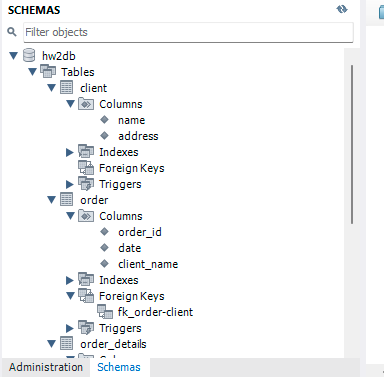 SCHEMAS
Filter objects
hw2db
Tables
client
Columns
name
address
Indexes
Foreign Keys
Triggers
order
Columns
order_id
date
client_name
Indexes
Foreign Keys
fk_order-client
Triggers
order_details
Administration Schemas